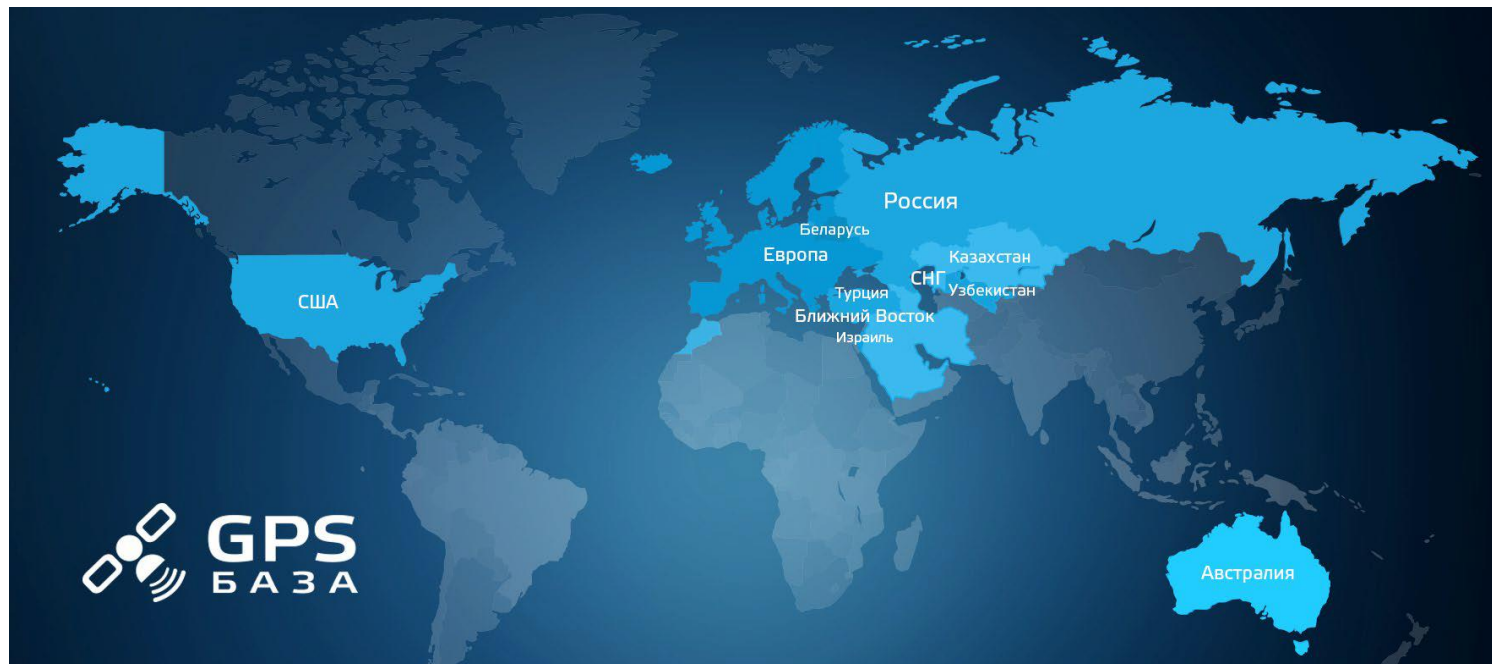 Россия
Беларусь
Европа
Казахстан
СНГ
Турция
Узбекистан
США
Ближний Восток
Израиль
GPS
БАЗА
Австралия